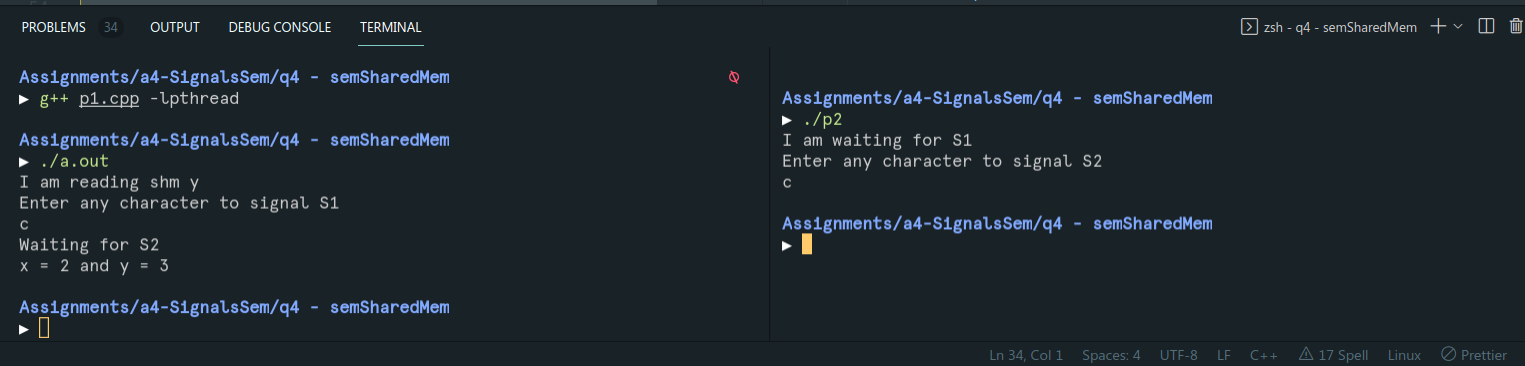 PROBLEMS 34 OUTPUT DEBUG CONSOLE TERMINAL
zsh - q4 - semSharedMem
Assignments/a4-SignalsSem/q4 - semSharedMem
▶ g++ p1.cpp -lpthread
Assignments/a4-SignalsSem/q4 - semSharedMem
▶ ./a.out
I am reading shm y
Enter any character to signal S1
c
Waiting for S2
x = 2 and y = 3
Assignments/a4-SignalsSem/q4 - semSharedMem
▶
Assignments/a4-SignalsSem/q4 - semSharedMem
▶ ./p2
I am waiting for S1
Enter any character to signal S2
c
Assignments/a4-SignalsSem/q4 - semSharedMem
▶
Ln 34, Col 1 Spaces: 4 UTF-8 LF C++ 17 Spell Linux Prettier